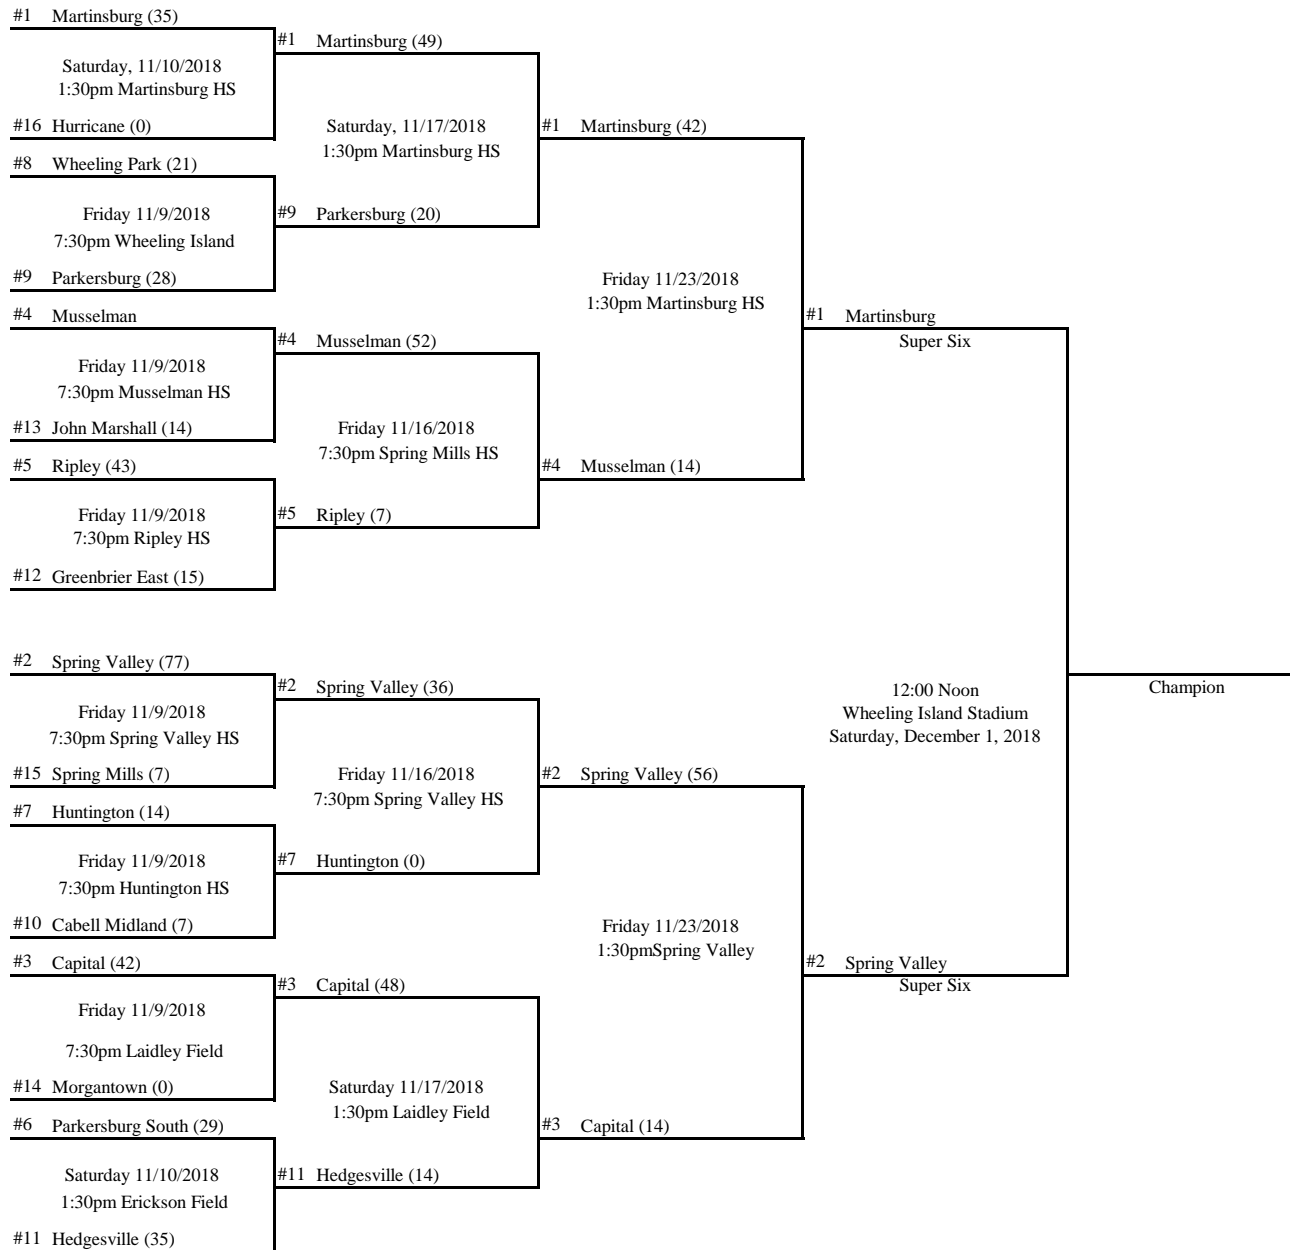 #1 Martinsburg (35)
#1 Martinsburg (49)
Saturday, 11/10/2018
1:30pm Martinsburg HS
#16 Hurricane (0)
Saturday, 11/17/2018
1:30pm Martinsburg HS
#1 Martinsburg (42)
#8 Wheeling Park (21)
Friday 11/9/2018
7:30pm Wheeling Island
#9 Parkersburg (20)
#9 Parkersburg (28)
Friday 11/23/2018
1:30pm Martinsburg HS
#4 Musselman
#1 Martinsburg
Super Six
#4 Musselman (52)
Friday 11/9/2018
7:30pm Musselman HS
#13 John Marshall (14)
Friday 11/16/2018
7:30pm Spring Mills HS
#5 Ripley (43)
#4 Musselman (14)
Friday 11/9/2018
7:30pm Ripley HS
#5 Ripley (7)
#12 Greenbrier East (15)
#2 Spring Valley (77)
#2 Spring Valley (36)
Friday 11/9/2018
7:30pm Spring Valley HS
12:00 Noon
Wheeling Island Stadium
Saturday, December 1, 2018
Champion
#15 Spring Mills (7)
Friday 11/16/2018
7:30pm Spring Valley HS
#2 Spring Valley (56)
#7 Huntington (14)
Friday 11/9/2018
7:30pm Huntington HS
#7 Huntington (0)
#10 Cabell Midland (7)
Friday 11/23/2018
1:30pmSpring Valley
#3 Capital (42)
#2 Spring Valley
Super Six
#3 Capital (48)
Friday 11/9/2018
7:30pm Laidley Field
#14 Morgantown (0)
Saturday 11/17/2018
1:30pm Laidley Field
#6 Parkersburg South (29)
#3 Capital (14)
Saturday 11/10/2018
1:30pm Erickson Field
#11 Hedgesville (14)
#11 Hedgesville (35)